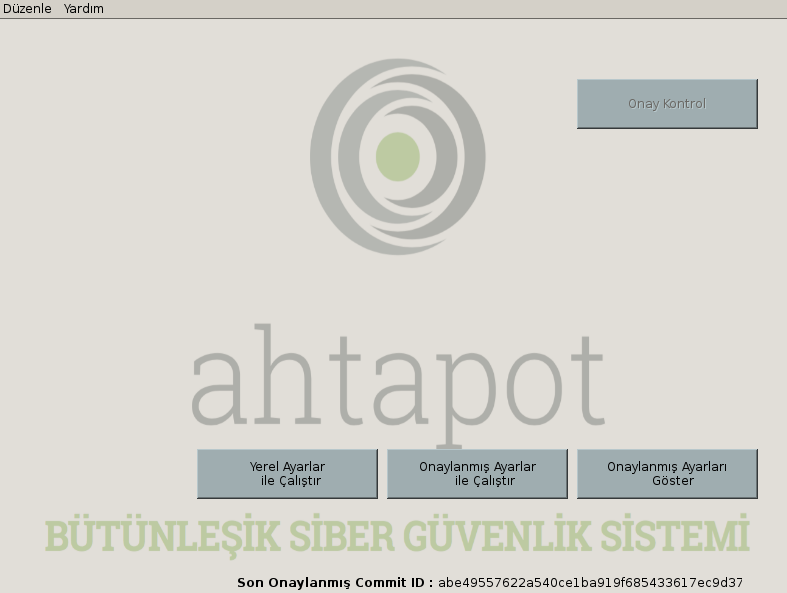 Düzenle Yardım
Onay Kontrol
ahtapot
Yerel Ayarlar
ile Çalıştır
Onaylanmış Ayarlar
ile Çalıştır
Onaylanmış Ayarları
Göster
BÜTÜNLEŞİK SİBER GÜVENLİK SİSTEMİ
Son Onaylanmış Commit ID : abe49557622a540ce1ba919f685433617ec9d37